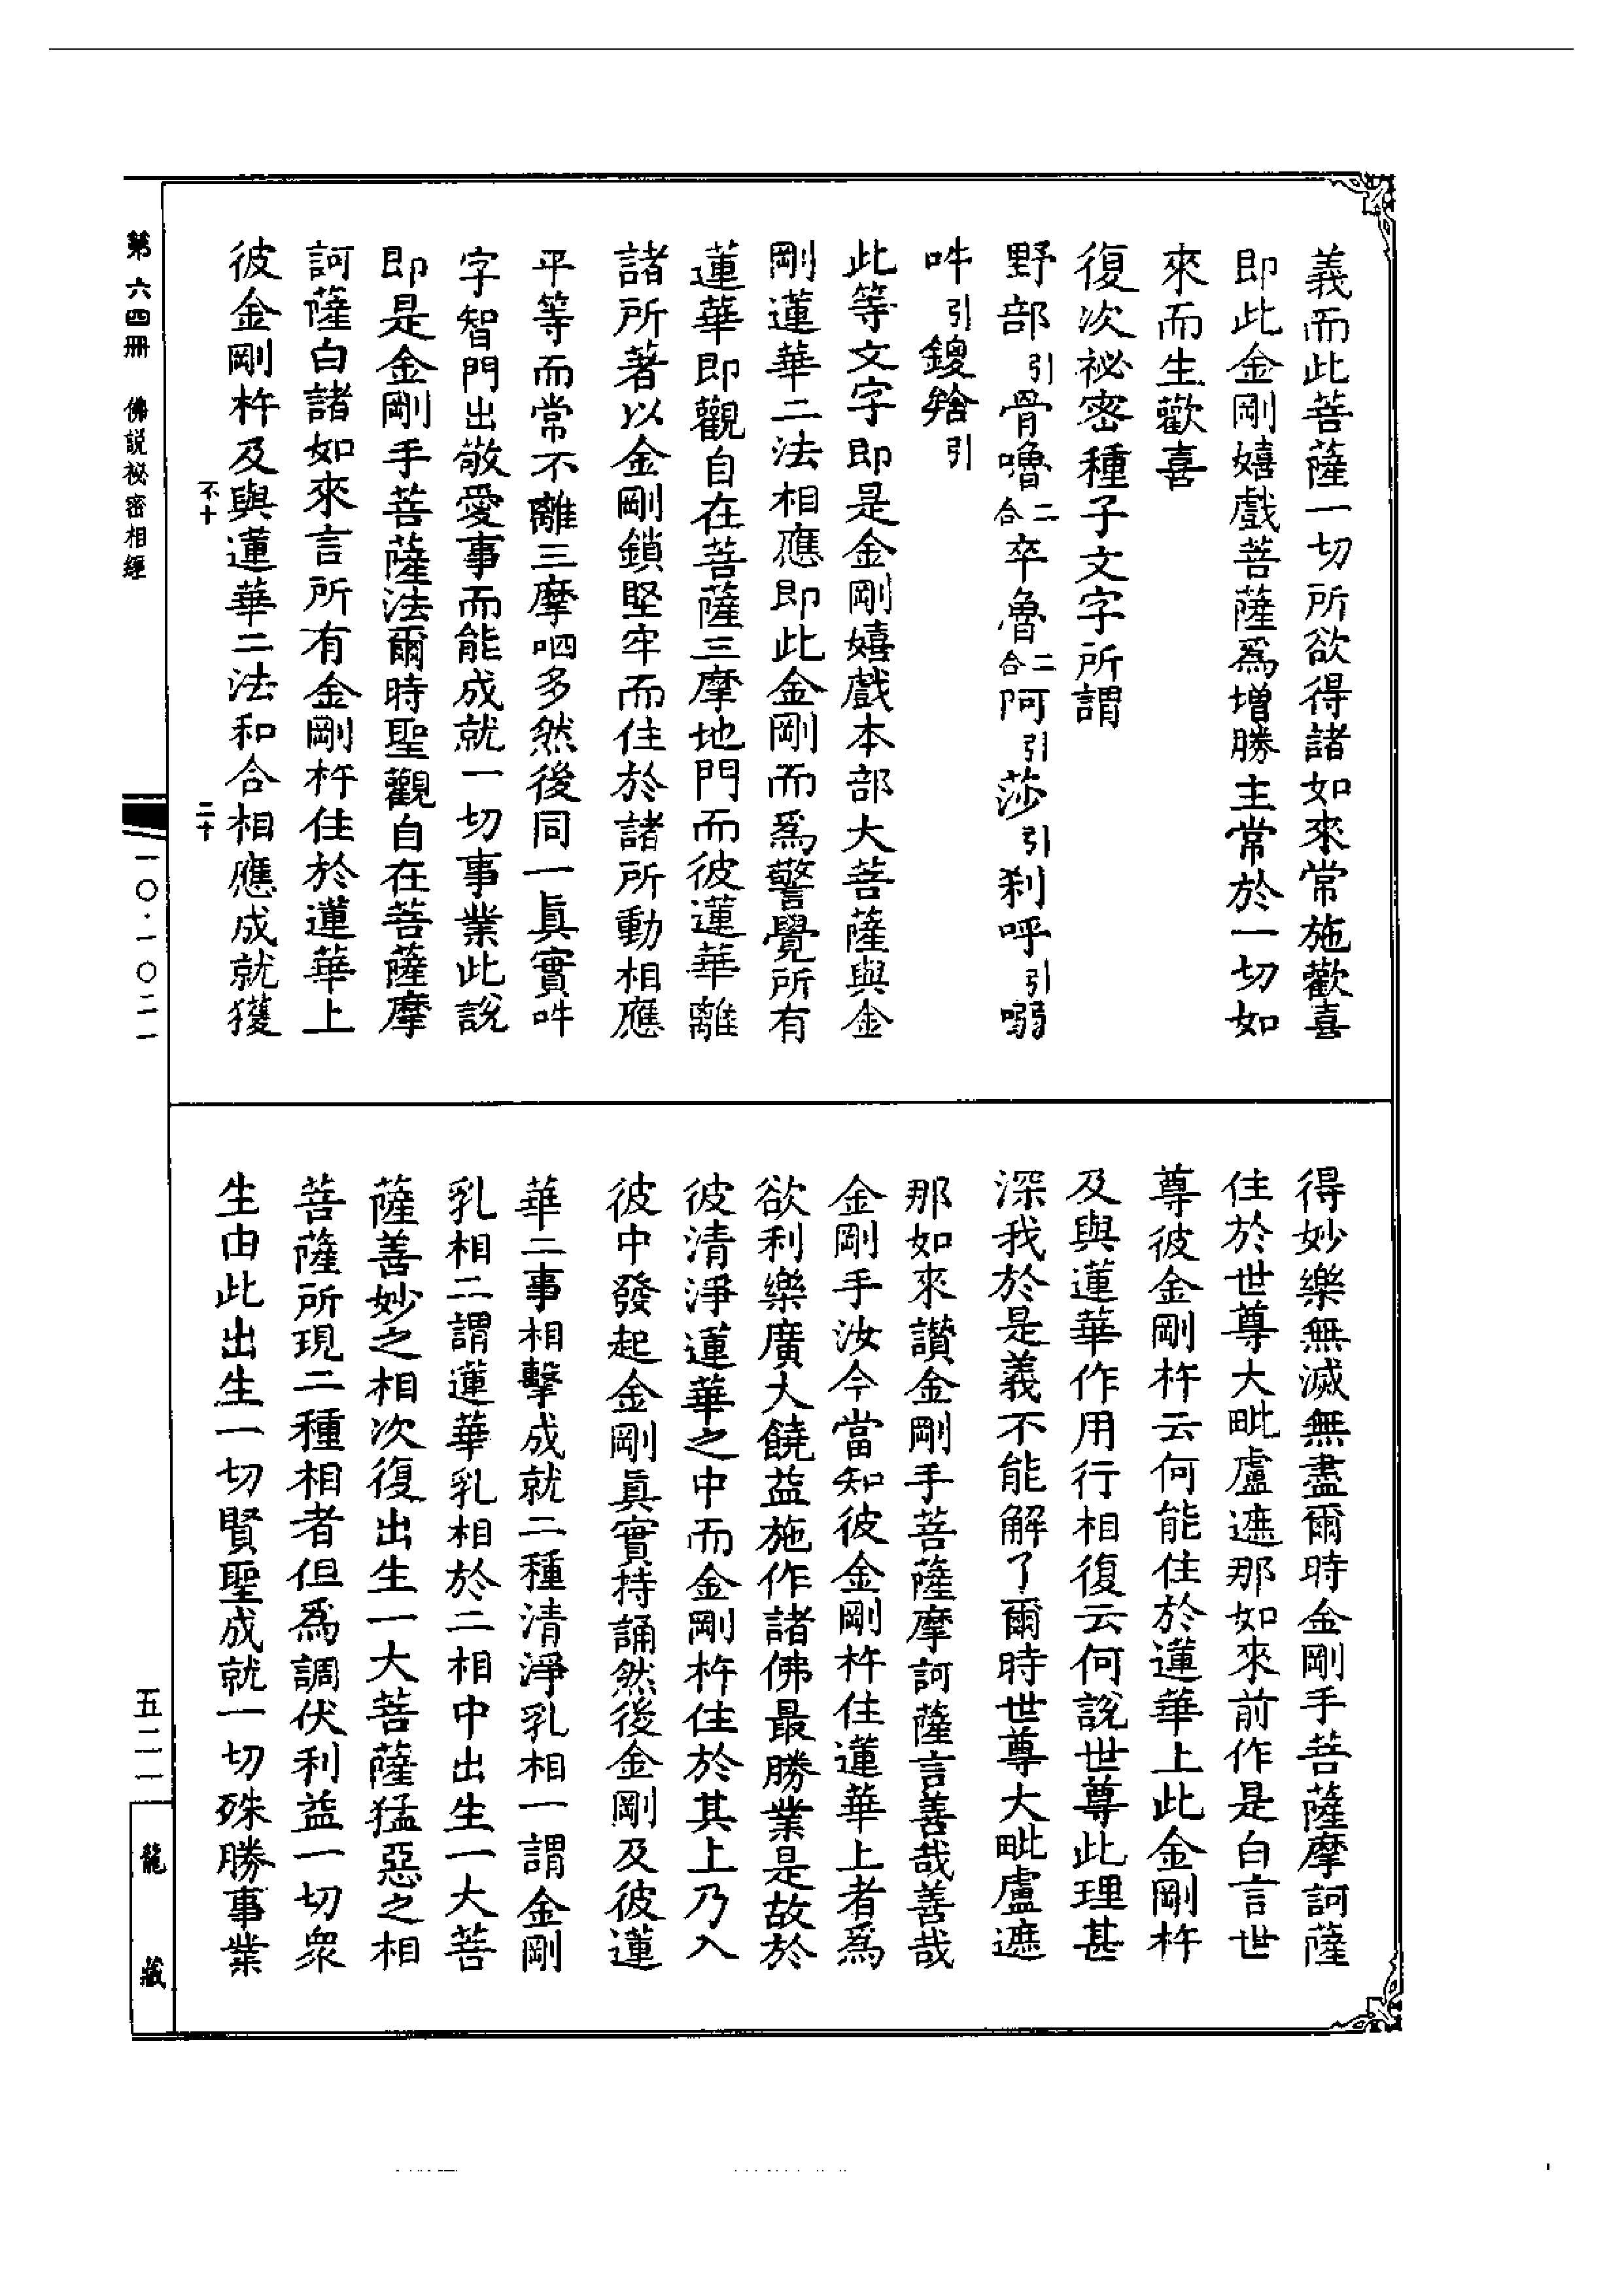 義而此菩薩一切所欲得諸如來常施歡喜
即此金剛嬉戲菩薩爲增勝主常於一切如
來而生歡喜
復次祕密種子文字所謂
野部引骨嚕二合卒魯二合阿引莎引刹呼引嗍
吽引鑁𤚥引
此等文字即是金剛嬉戲本部大菩薩與金
剛蓮華二法相應即此金剛而爲警覺所有
蓮華即觀自在菩薩三摩地門而彼蓮華離
諸所著以金剛鎖堅牢而住於諸所動相應
平等而常不離三摩呬多然後同一眞實吽
字智門出敬愛事而能成就一切事業此說
即是金剛手菩薩法爾時聖觀自在菩薩摩
訶薩白諸如來言所有金剛杵住於蓮華上
彼金剛杵及與蓮華二法和合相應成就獲
不十
二十
得妙樂無滅無盡爾時金剛手菩薩摩訶薩
住於世尊大毗盧遮那如來前作是白言世
尊彼金剛杵云何能住於蓮華上此金剛杵
及與蓮華作用行相復云何說世尊此理甚
深我於是義不能解了爾時世尊大毗盧遮
那如來讚金剛手菩薩摩訶薩言善哉善哉
金剛手汝今當知彼金剛杵住蓮華上者爲
欲利樂廣大饒益施作諸佛最勝業是故於
彼清淨蓮華之中而金剛杵住於其上乃入
彼中發起金剛眞實持誦然後金剛及彼蓮
華二事相擊成就二種清淨乳相一謂金剛
乳相二謂蓮華乳相於二相中出生一大菩
薩善妙之相次復出生一大菩薩猛惡之相
菩薩所現二種相者但爲調伏利益一切衆
生由此出生一切賢聖成就一切殊勝事業
第六四冊　佛説祕密相經
一〇·一〇二一
五二一
龍藏